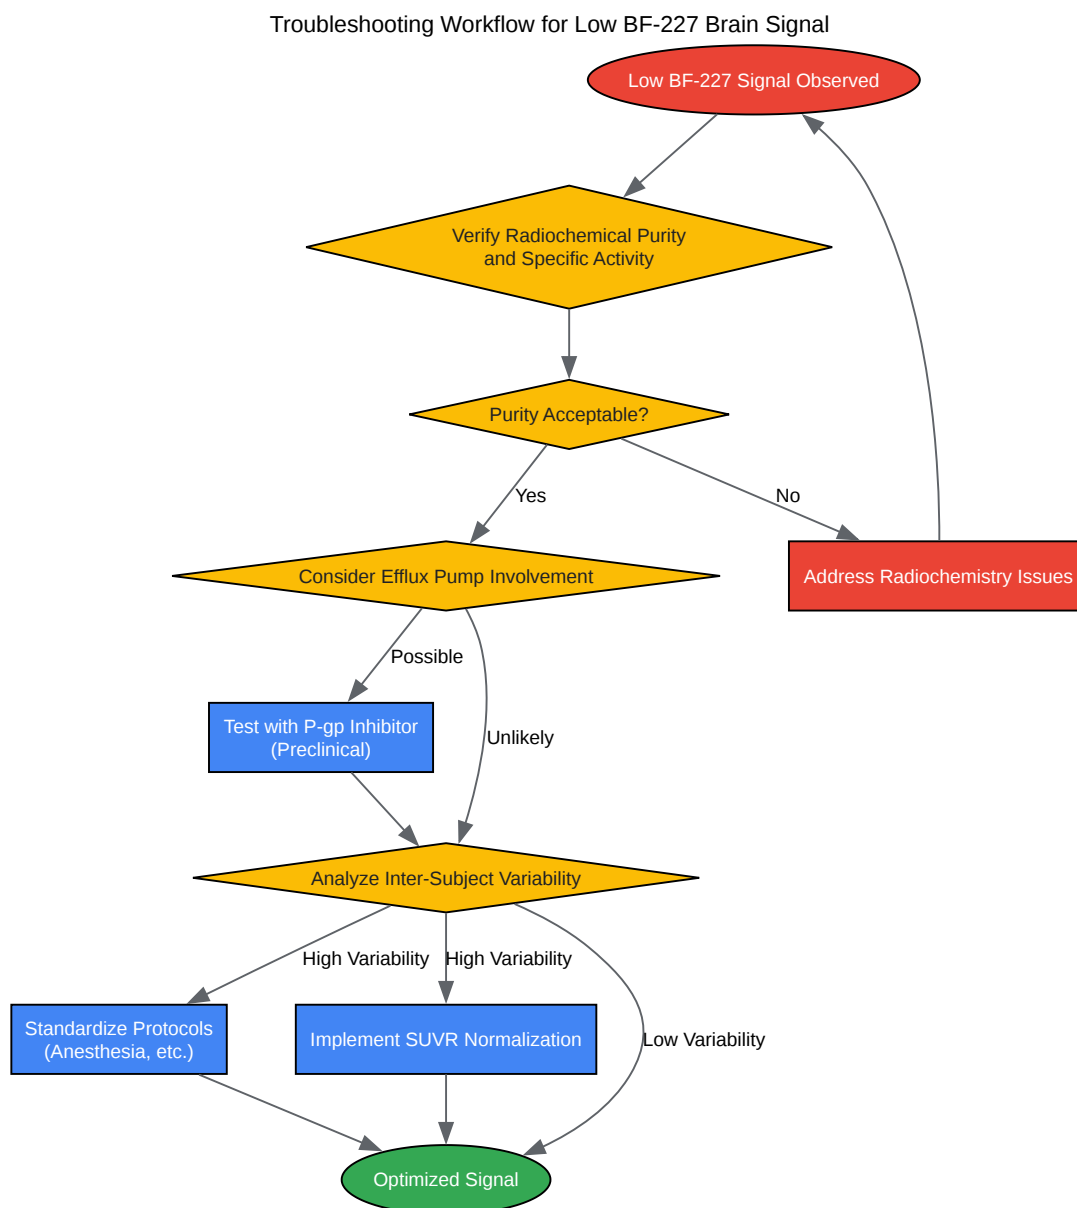 Troubleshooting Workflow for Low BF-227 Brain Signal
Low BF-227 Signal Observed
Verify Radiochemical Purity
and Specific Activity
Purity Acceptable?
Yes
No
Consider Efflux Pump Involvement
Address Radiochemistry Issues
Possible
Test with P-gp Inhibitor
(Preclinical)
Unlikely
Analyze Inter-Subject Variability
High Variability
High Variability
Standardize Protocols
(Anesthesia, etc.)
Implement SUVR Normalization
Low Variability
Optimized Signal